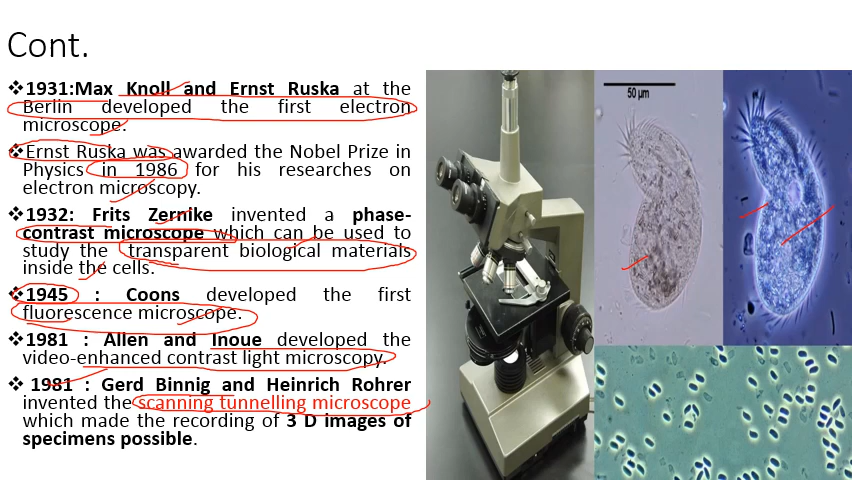 Cont.
❖1931:Max Knoll and Ernst Ruska at the
Berlin developed the first electron
microscope.
❖Ernst Ruska was awarded the Nobel Prize in
Physics in 1986 for his researches on
electron microscopy.
❖1932: Frits Zernike invented a phase-
contrast microscope which can be used to
study the transparent biological materials
inside the cells.
❖1945 : Coons developed the first
fluorescence microscope.
❖1981 : Allen and Inoue developed the
video-enhanced contrast light microscopy.
❖ 1981 : Gerd Binnig and Heinrich Rohrer
invented the scanning tunnelling microscope
which made the recording of 3 D images of
specimens possible.
50 µm